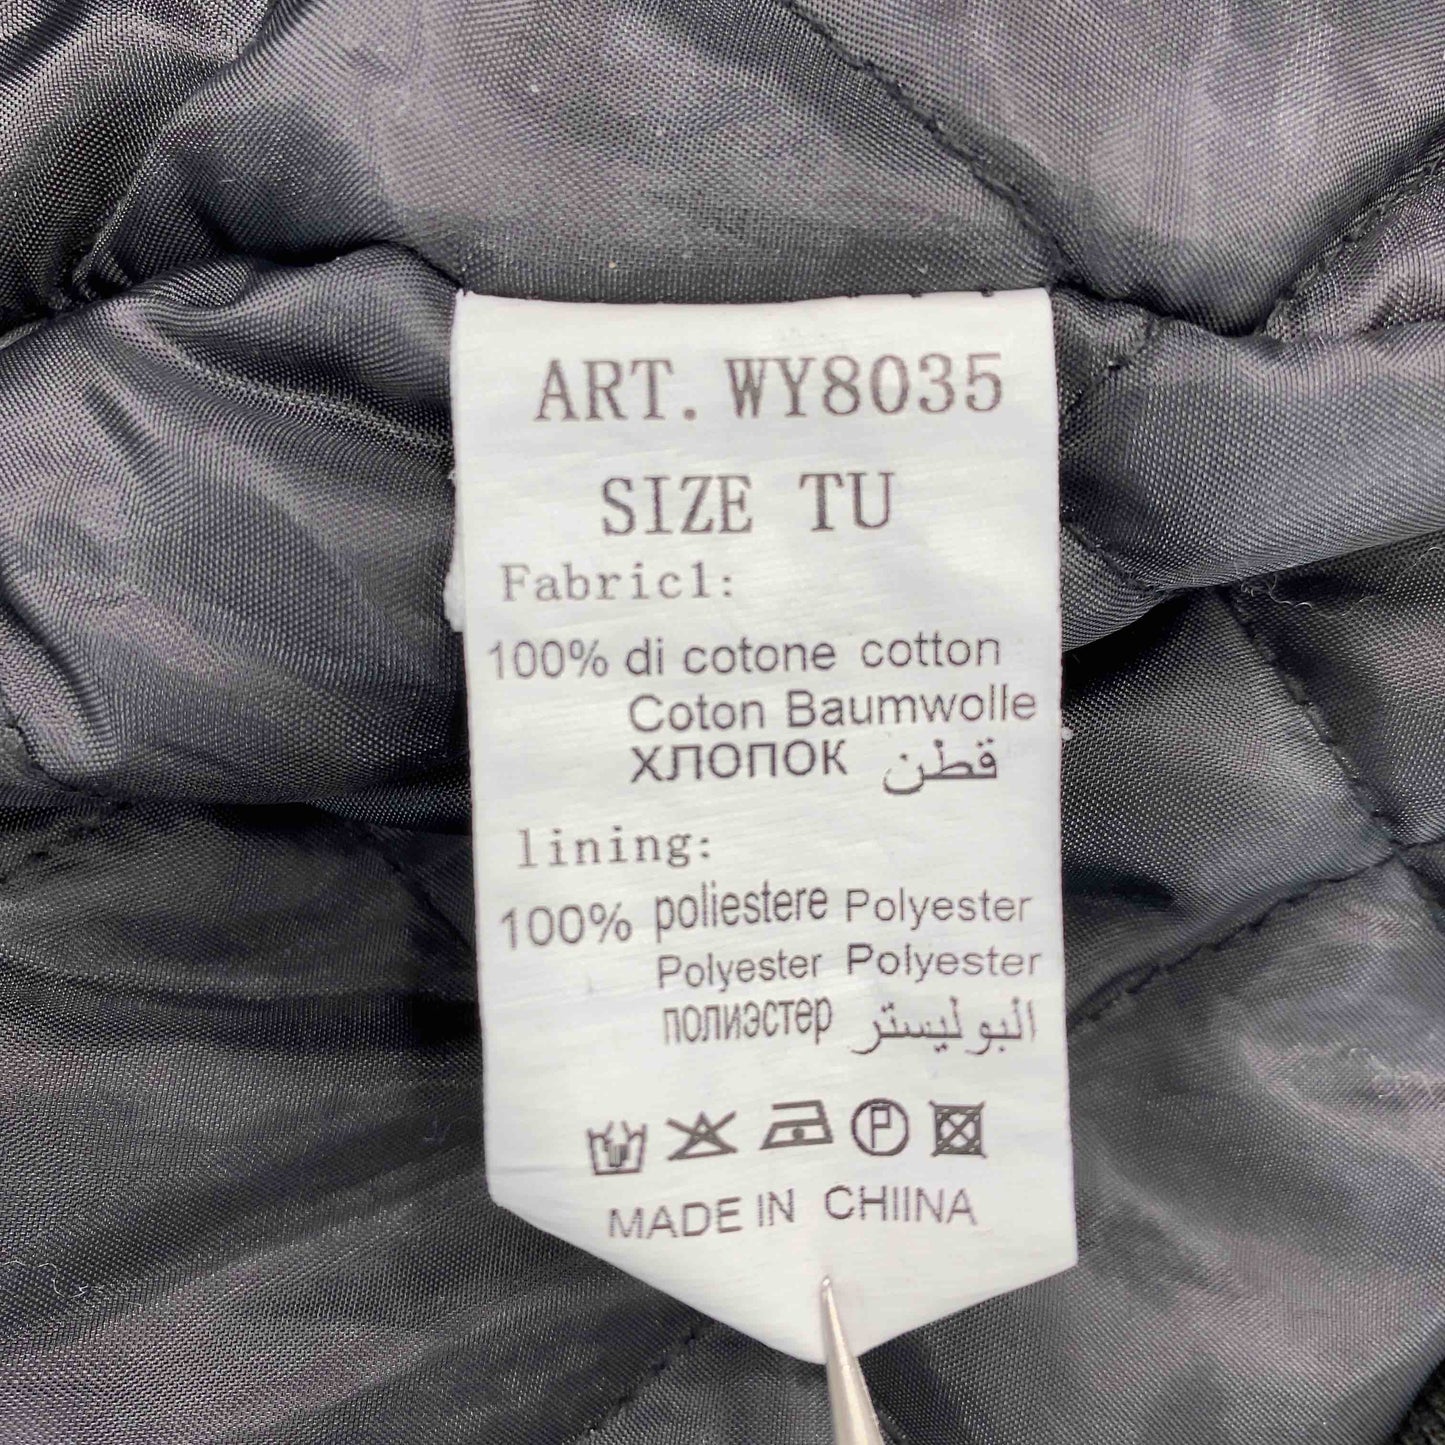 ART. WY8035
SIZE TU
Fabric1:
100% di cotone cotton
Coton Baumwolle
хлопок قطن
lining:
100% poliestere Polyester
Polyester Polyester
полиэстер البوليستر
P
MADE IN CHIINA